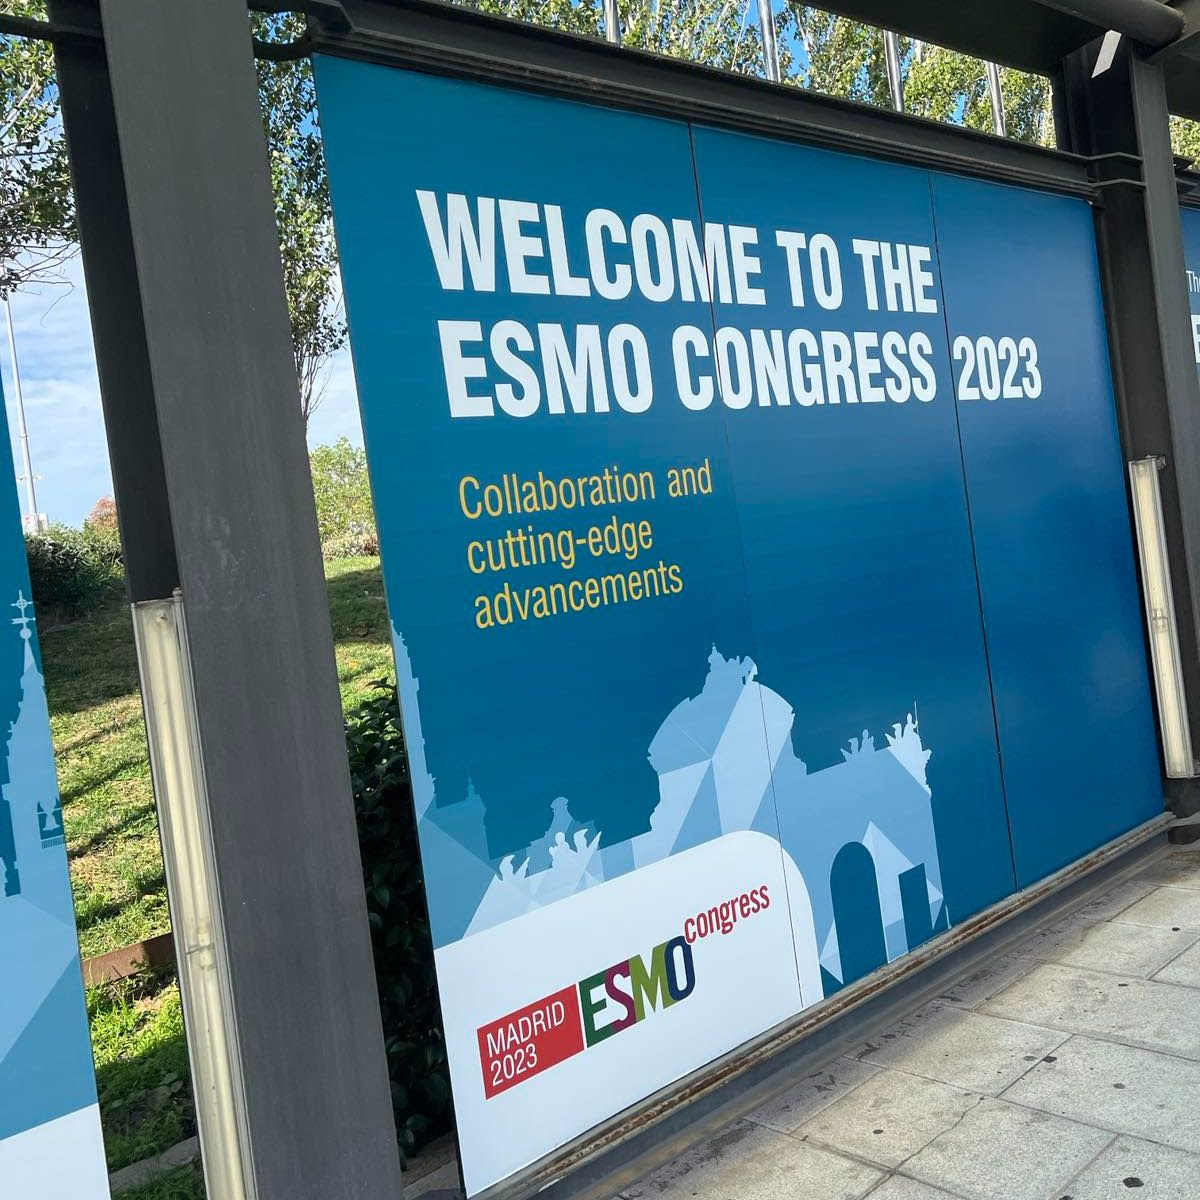 WELCOME TO THE
ESMO CONGRESS 2023
Collaboration and
cutting-edge
advancements
MADRID
2023
ESMO congress